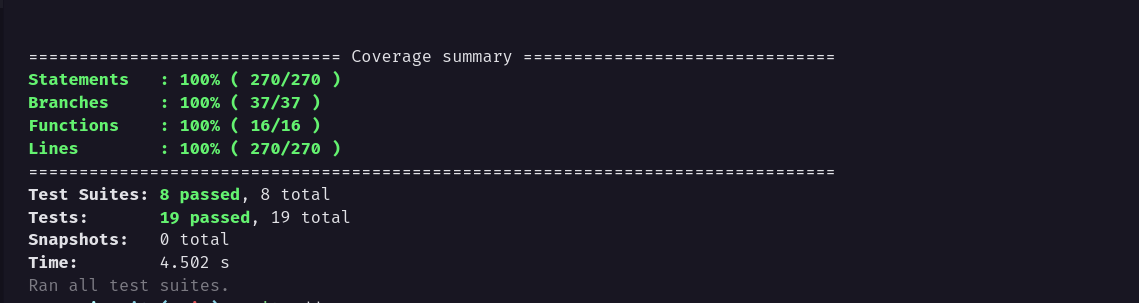 =============================== Coverage summary ===============================
Statements   : 100% ( 270/270 )
Branches     : 100% ( 37/37 )
Functions    : 100% ( 16/16 )
Lines        : 100% ( 270/270 )
================================================================================
Test Suites: 8 passed, 8 total
Tests:       19 passed, 19 total
Snapshots:   0 total
Time:        4.502 s
Ran all test suites.